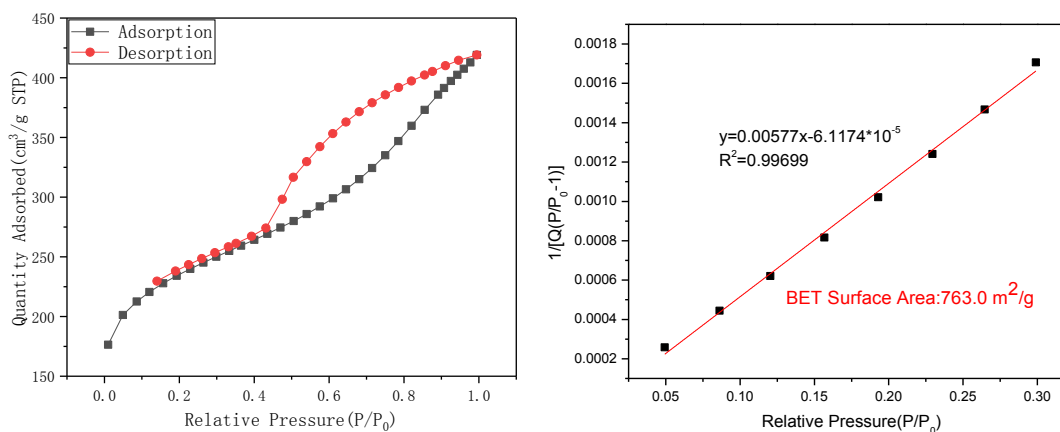 Adsorption
Desorption
Quantity Adsorbed(cm³/g STP)
450
400
350
300
250
200
150
0.0 0.2 0.4 0.6 0.8 1.0
Relative Pressure(P/P₀)
y=0.00577x-6.1174*10⁻⁵
R²=0.99699
BET Surface Area:763.0 m²/g
1/[Q(P/P₀-1)]
0.0018
0.0016
0.0014
0.0012
0.0010
0.0008
0.0006
0.0004
0.0002
0.05 0.10 0.15 0.20 0.25 0.30
Relative Pressure(P/P₀)